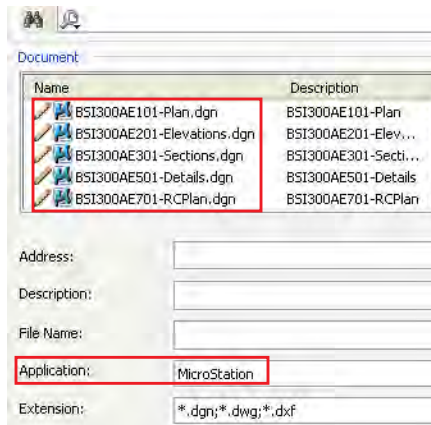 Document
Name Description
BSI300AE101-Plan.dgn BSI300AE101-Plan
BSI300AE201-Elevations.dgn BSI300AE201-Elev...
BSI300AE301-Sections.dgn BSI300AE301-Secti...
BSI300AE501-Details.dgn BSI300AE501-Details
BSI300AE701-RCPlan.dgn BSI300AE701-RCPlan
Address:
Description:
File Name:
Application: MicroStation
Extension: *.dgn;*.dwg;*.dxf